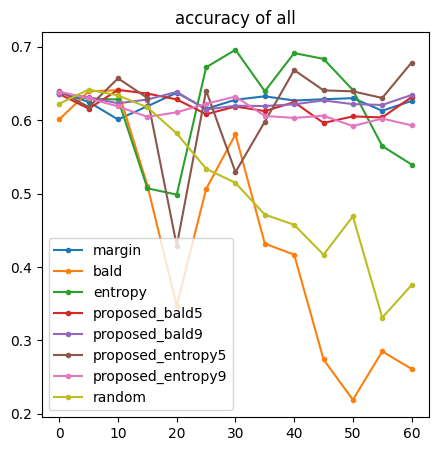 accuracy of all
0.7
0.6
0.5
0.4
0.3
0.2
margin
bald
entropy
proposed_bald5
proposed_bald9
proposed_entropy5
proposed_entropy9
random
0 10 20 30 40 50 60